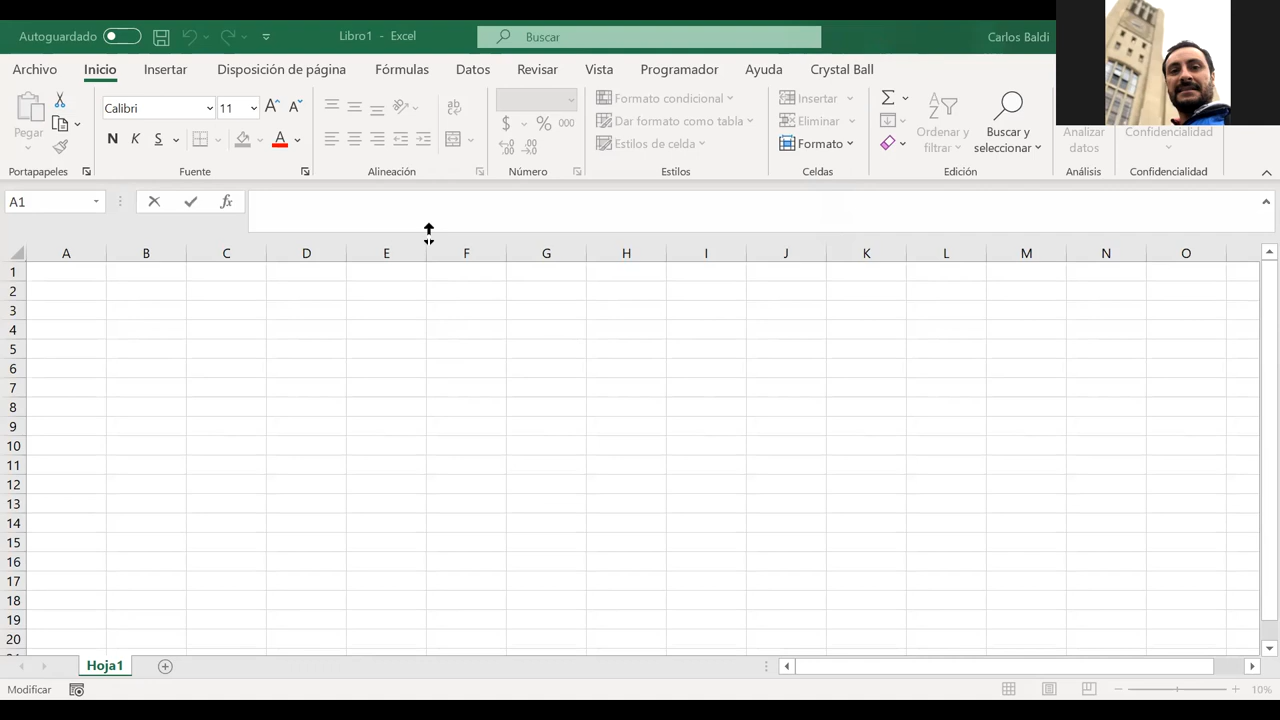 Autoguardado Libro1 - Excel Buscar Carlos Baldi
Archivo Inicio Insertar Disposición de página Fórmulas Datos Revisar Vista Programador Ayuda Crystal Ball
Pegar
Calibri 11
N K S A
ab
$ % 000
Formato condicional
Dar formato como tabla
Estilos de celda
Insertar
Eliminar
Formato
Σ
Ordenar y filtrar
Buscar y seleccionar
Analizar datos
Confidencialidad
Portapapeles Fuente Alineación Número Estilos Celdas Edición Análisis Confidencialidad
A1 fx
A B C D E F G H I J K L M N O
1
2
3
4
5
6
7
8
9
10
11
12
13
14
15
16
17
18
19
20
Hoja1
Modificar 10%